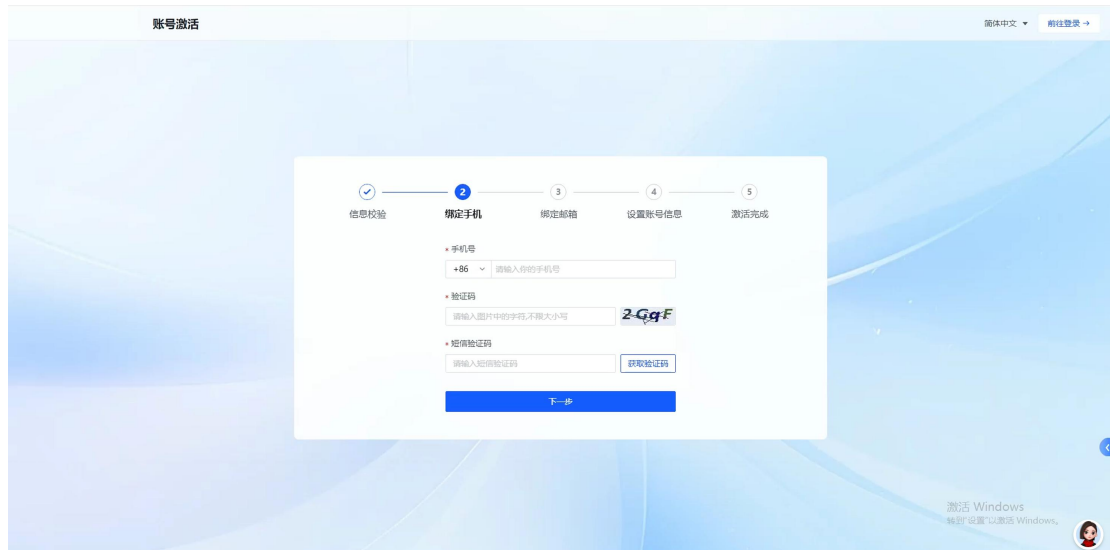 账号激活
简体中文
前往登录 →
2
3
4
5
信息校验
绑定手机
绑定邮箱
设置账号信息
激活完成
* 手机号
+86 请输入你的手机号
* 验证码
请输入图片中的字符,不限大小写
2GqF
* 短信验证码
请输入短信验证码
获取验证码
下一步
激活 Windows
转到"设置"以激活 Windows。